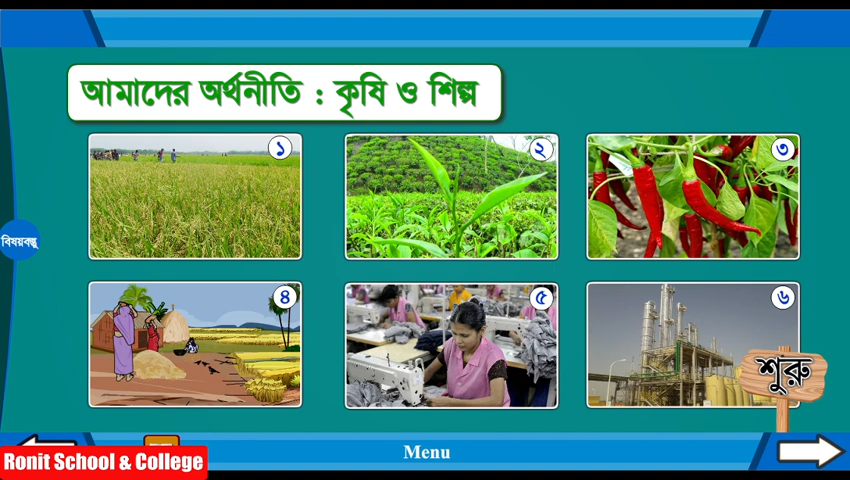 আমাদের অর্থনীতি : কৃষি ও শিল্প
১
২
৩
বিষয়বস্তু
৪
৫
৬
শুরু
Menu
Ronit School & College